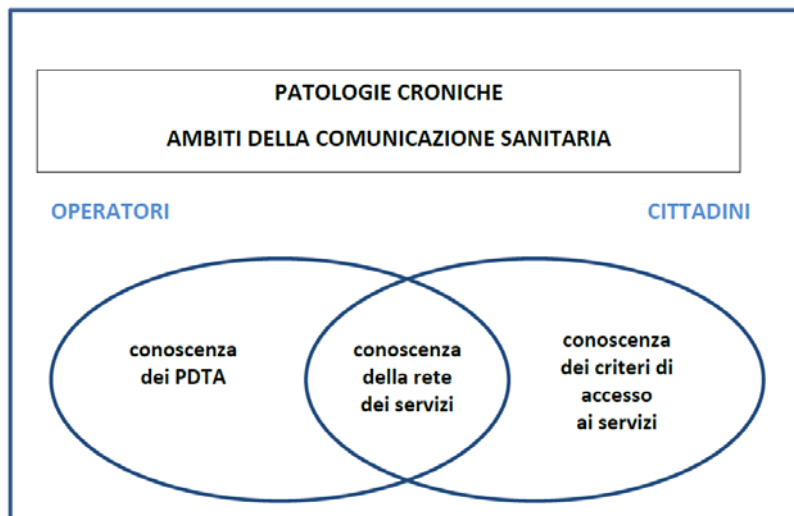 PATOLOGIE CRONICHE
AMBITI DELLA COMUNICAZIONE SANITARIA
OPERATORI
CITTADINI
conoscenza
dei PDTA
conoscenza
della rete
dei servizi
conoscenza
dei criteri di
accesso
ai servizi